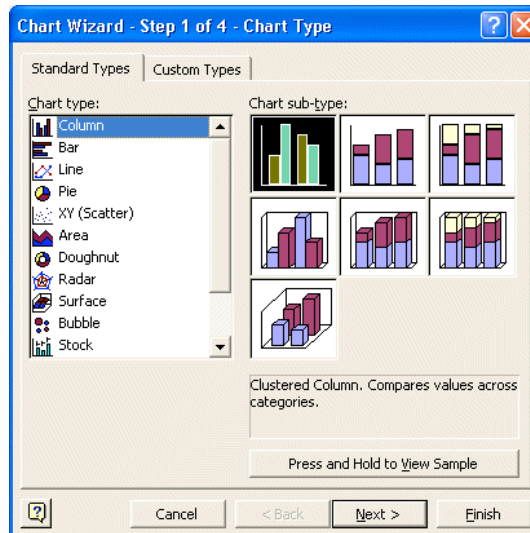 Chart Wizard - Step 1 of 4 - Chart Type
Standard Types
Custom Types
Chart type:
Column
Bar
Line
Pie
XY (Scatter)
Area
Doughnut
Radar
Surface
Bubble
Stock
Chart sub-type:
Clustered Column. Compares values across
categories.
Press and Hold to View Sample
Cancel
< Back
Next >
Finish